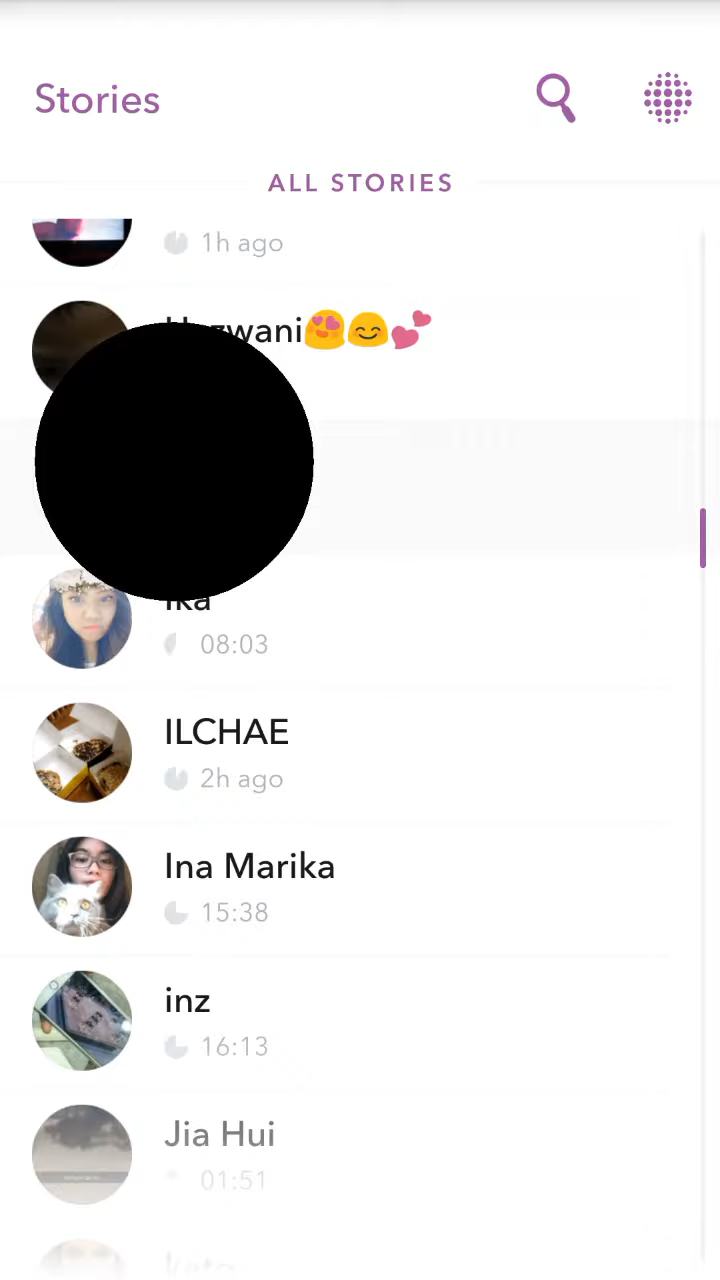 Stories
ALL STORIES
1h ago
😍😊💕
08:03
ILCHAE
2h ago
Ina Marika
15:38
inz
16:13
Jia Hui
01:51